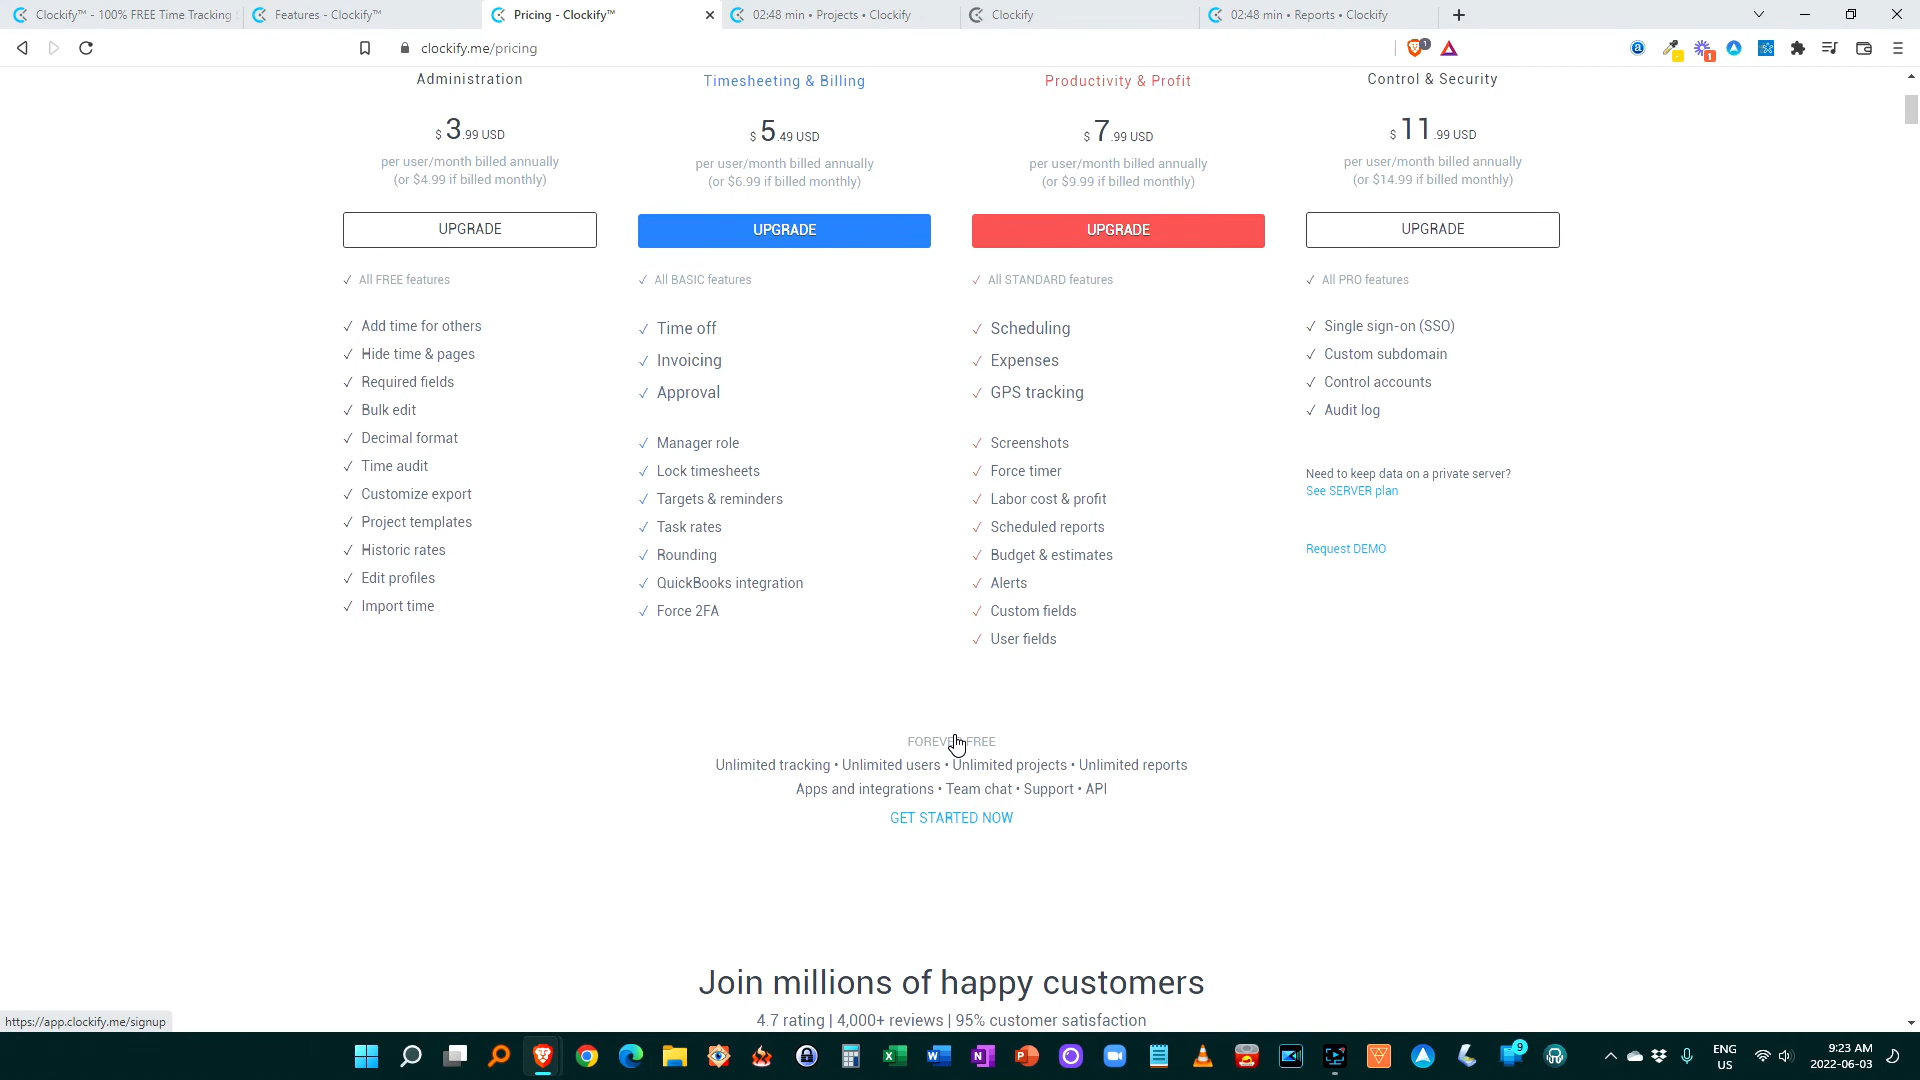 Clockify™ - 100% FREE Time Tracking
Features - Clockify™
Pricing - Clockify™
02:48 min • Projects • Clockify
Clockify
02:48 min • Reports • Clockify
clockify.me/pricing
1
1
Administration
$ 3.99 USD
per user/month billed annually
(or $4.99 if billed monthly)
UPGRADE
✓ All FREE features
✓ Add time for others
✓ Hide time & pages
✓ Required fields
✓ Bulk edit
✓ Decimal format
✓ Time audit
✓ Customize export
✓ Project templates
✓ Historic rates
✓ Edit profiles
✓ Import time
Timesheeting & Billing
$ 5.49 USD
per user/month billed annually
(or $6.99 if billed monthly)
UPGRADE
✓ All BASIC features
✓ Time off
✓ Invoicing
✓ Approval
✓ Manager role
✓ Lock timesheets
✓ Targets & reminders
✓ Task rates
✓ Rounding
✓ QuickBooks integration
✓ Force 2FA
Productivity & Profit
$ 7.99 USD
per user/month billed annually
(or $9.99 if billed monthly)
UPGRADE
✓ All STANDARD features
✓ Scheduling
✓ Expenses
✓ GPS tracking
✓ Screenshots
✓ Force timer
✓ Labor cost & profit
✓ Scheduled reports
✓ Budget & estimates
✓ Alerts
✓ Custom fields
✓ User fields
Control & Security
$ 11.99 USD
per user/month billed annually
(or $14.99 if billed monthly)
UPGRADE
✓ All PRO features
✓ Single sign-on (SSO)
✓ Custom subdomain
✓ Control accounts
✓ Audit log
Need to keep data on a private server?
See SERVER plan
Request DEMO
FOREVER FREE
Unlimited tracking • Unlimited users • Unlimited projects • Unlimited reports
Apps and integrations • Team chat • Support • API
GET STARTED NOW
Join millions of happy customers
4.7 rating | 4,000+ reviews | 95% customer satisfaction
https://app.clockify.me/signup
9
ENG
US
9:23 AM
2022-06-03